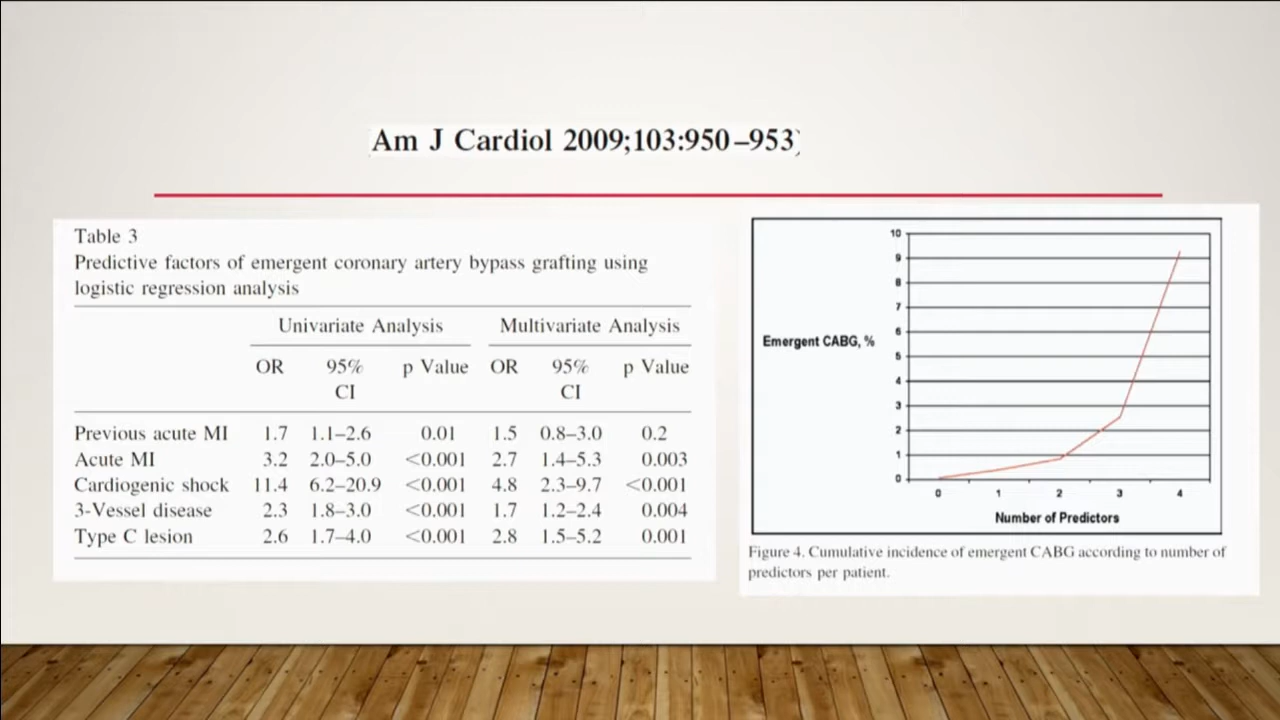 Am J Cardiol 2009;103:950–953)
Table 3
Predictive factors of emergent coronary artery bypass grafting using
logistic regression analysis
Univariate Analysis Multivariate Analysis
OR 95% CI p Value OR 95% CI p Value
Previous acute MI 1.7 1.1–2.6 0.01 1.5 0.8–3.0 0.2
Acute MI 3.2 2.0–5.0 <0.001 2.7 1.4–5.3 0.003
Cardiogenic shock 11.4 6.2–20.9 <0.001 4.8 2.3–9.7 <0.001
3-Vessel disease 2.3 1.8–3.0 <0.001 1.7 1.2–2.4 0.004
Type C lesion 2.6 1.7–4.0 <0.001 2.8 1.5–5.2 0.001
10
9
8
7
6
Emergent CABG, %
5
4
3
2
1
0
0 1 2 3 4
Number of Predictors
Figure 4. Cumulative incidence of emergent CABG according to number of
predictors per patient.